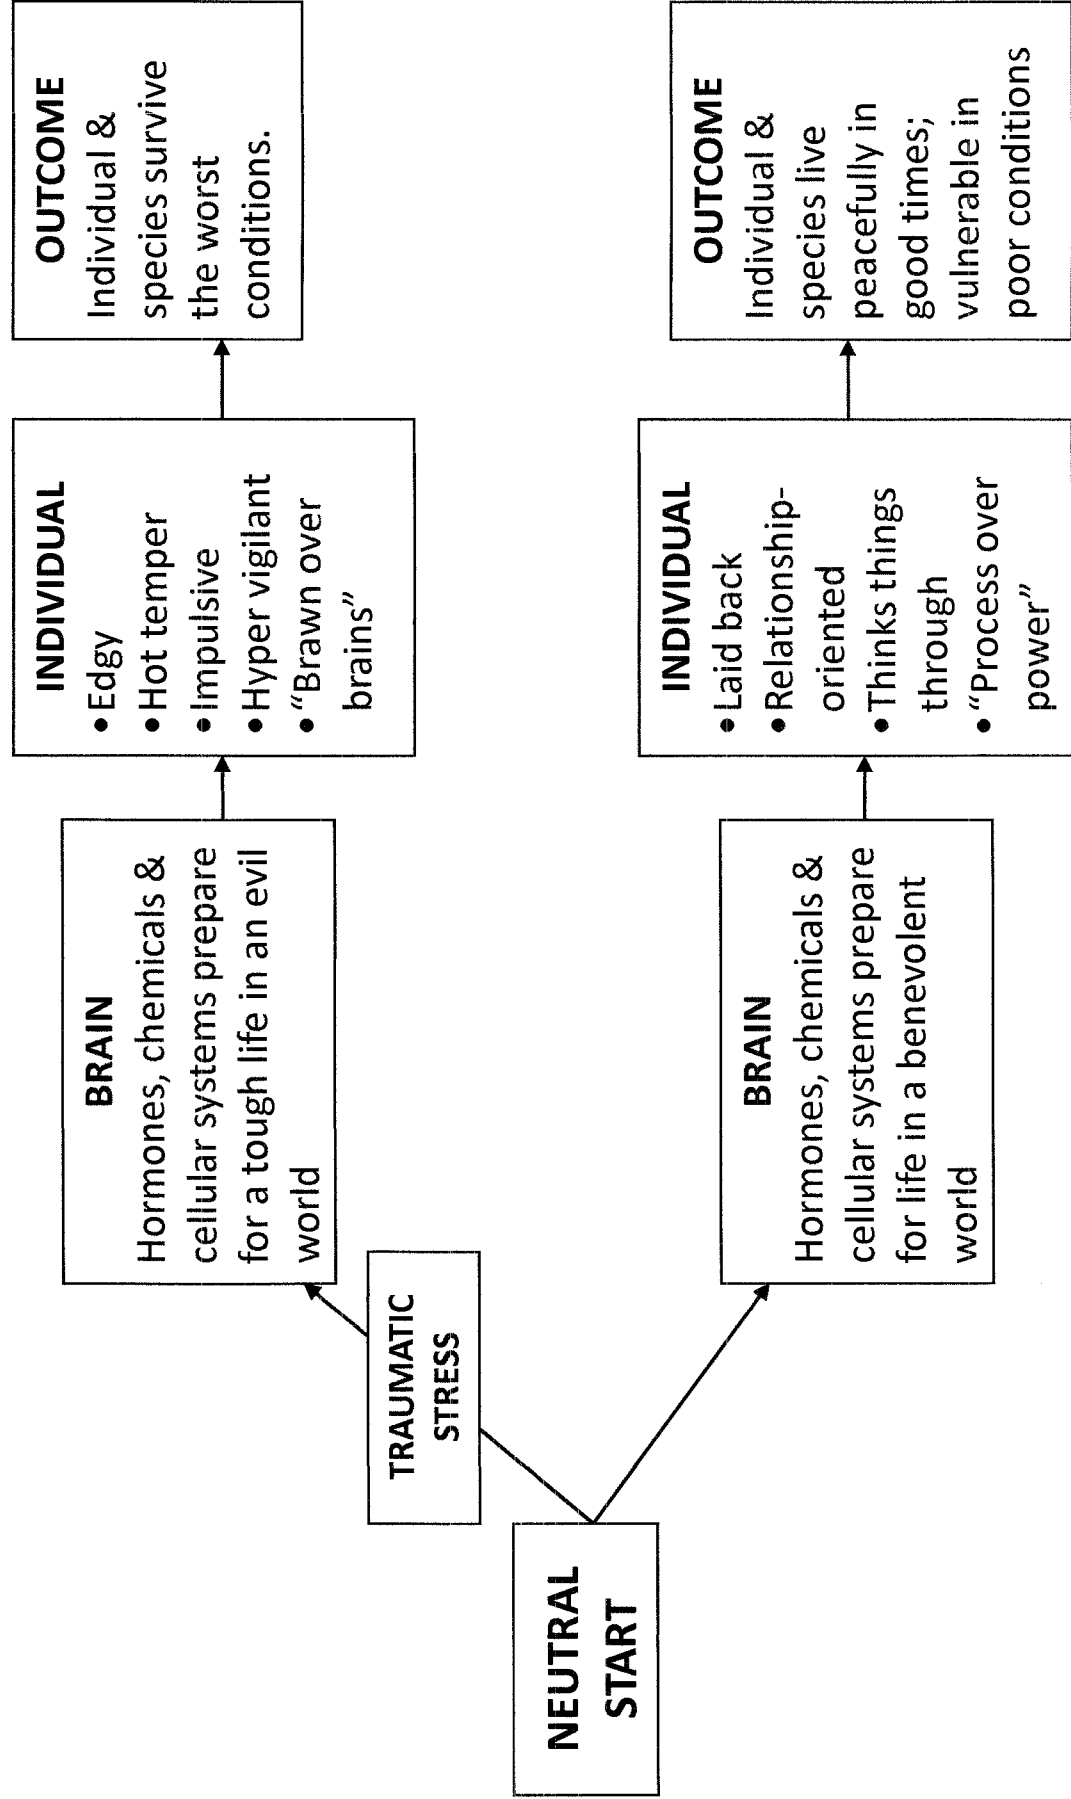 NEUTRAL
START
TRAUMATIC
STRESS
BRAIN
Hormones, chemicals &
cellular systems prepare
for a tough life in an evil
world
INDIVIDUAL
• Edgy
• Hot temper
• Impulsive
• Hyper vigilant
• “Brawn over
brains”
OUTCOME
Individual &
species survive
the worst
conditions.
BRAIN
Hormones, chemicals &
cellular systems prepare
for life in a benevolent
world
INDIVIDUAL
• Laid back
• Relationship-
oriented
• Thinks things
through
• “Process over
power”
OUTCOME
Individual &
species live
peacefully in
good times;
vulnerable in
poor conditions